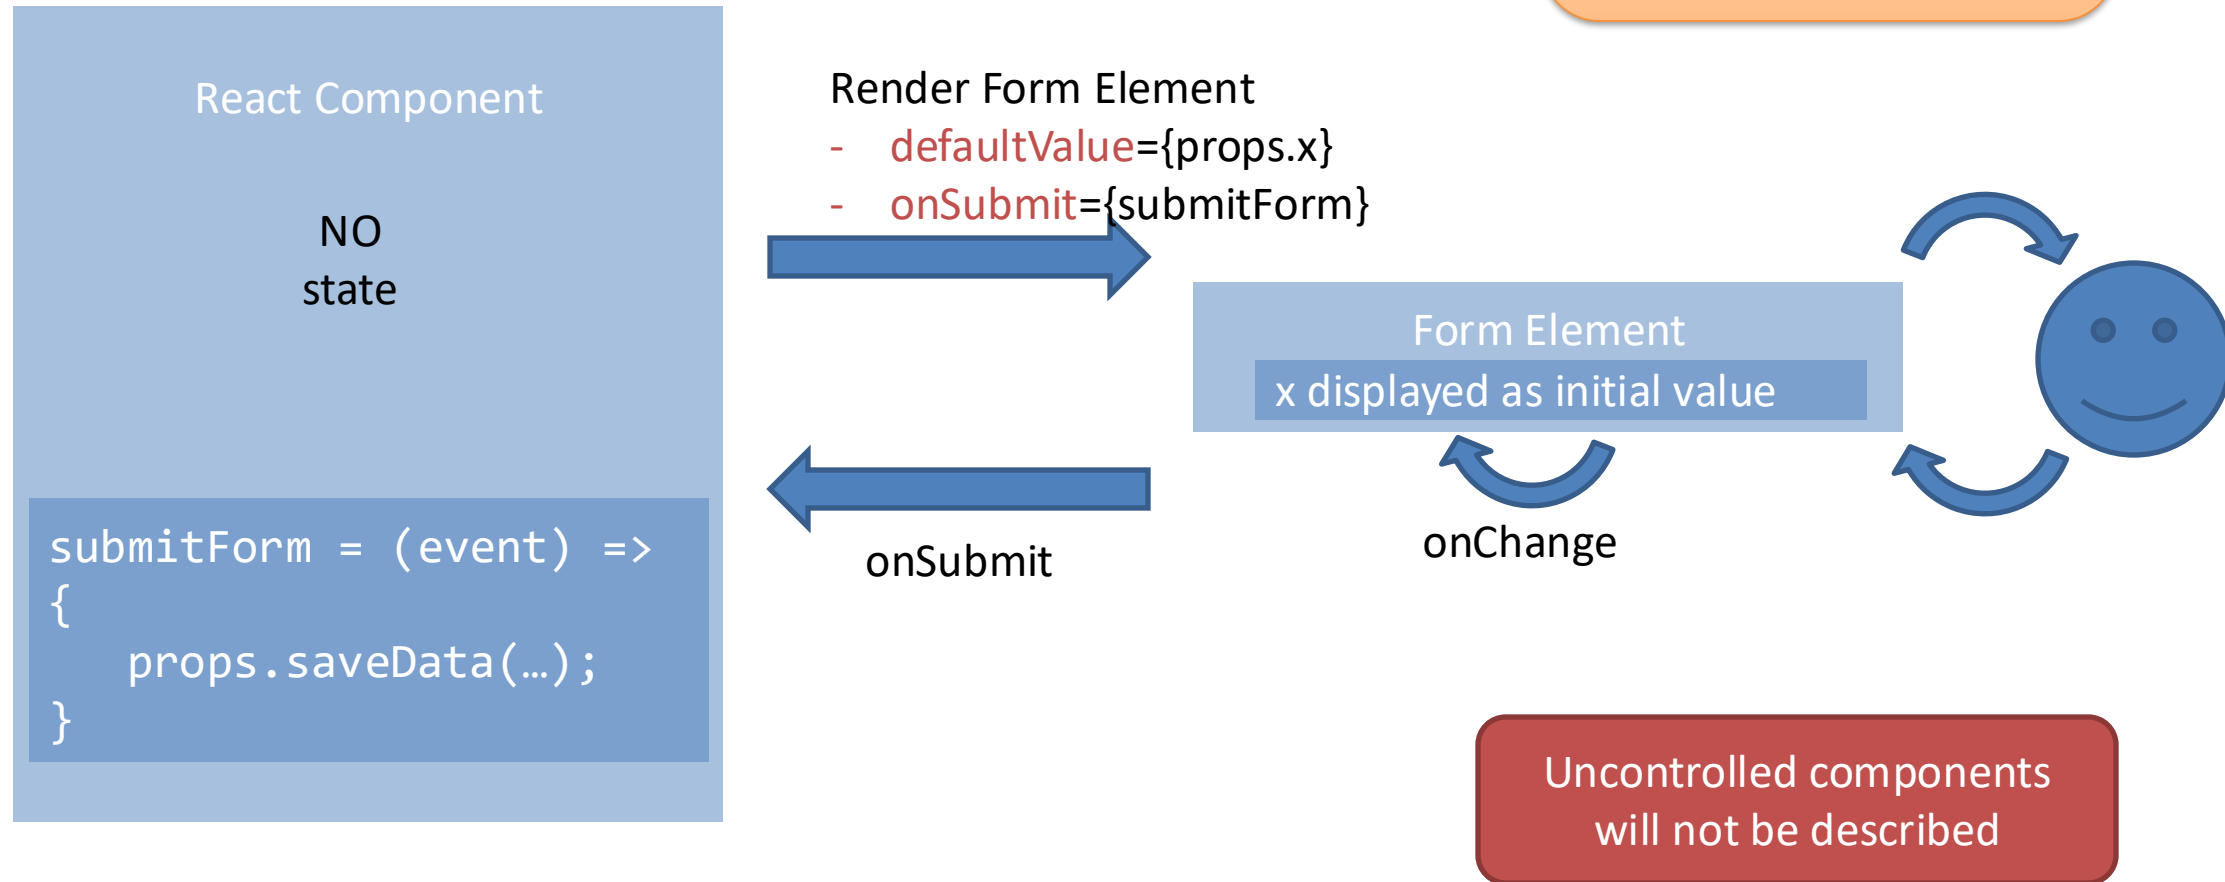 React Component
NO
state
submitForm = (event) =>
{
props.saveData(…);
}
Render Form Element
- defaultValue={props.x}
- onSubmit={submitForm}
Form Element
x displayed as initial value
onSubmit
onChange
Uncontrolled components
will not be described